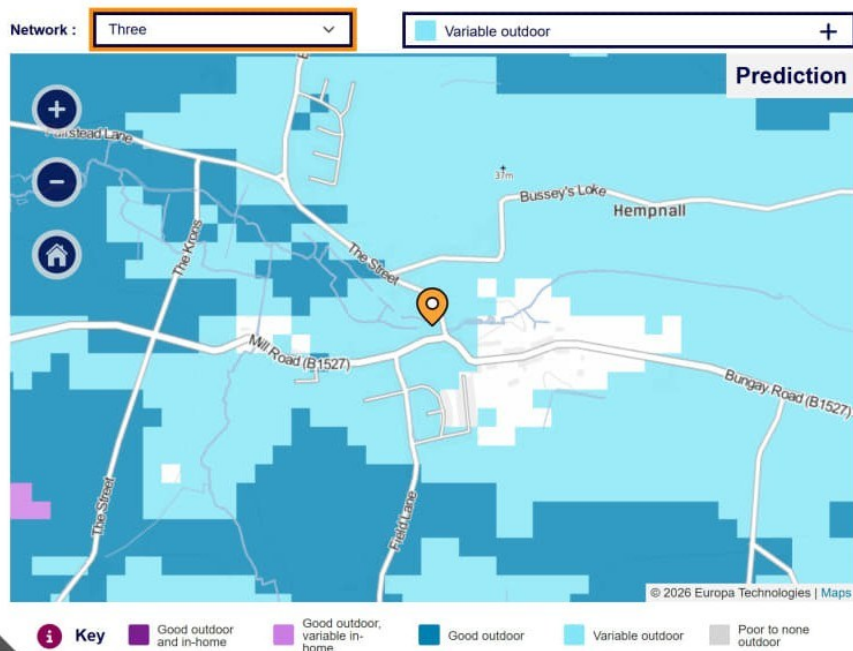 Network : Three
Variable outdoor +
Prediction
Fairstead Lane
37m
Bussey's Loke
Hempnall
The Krons
The Street
Mill Road (B1527)
Bungay Road (B1527)
The Street
Field Lane
© 2026 Europa Technologies | Maps
Key
Good outdoor and in-home
Good outdoor, variable in-home
Good outdoor
Variable outdoor
Poor to none outdoor